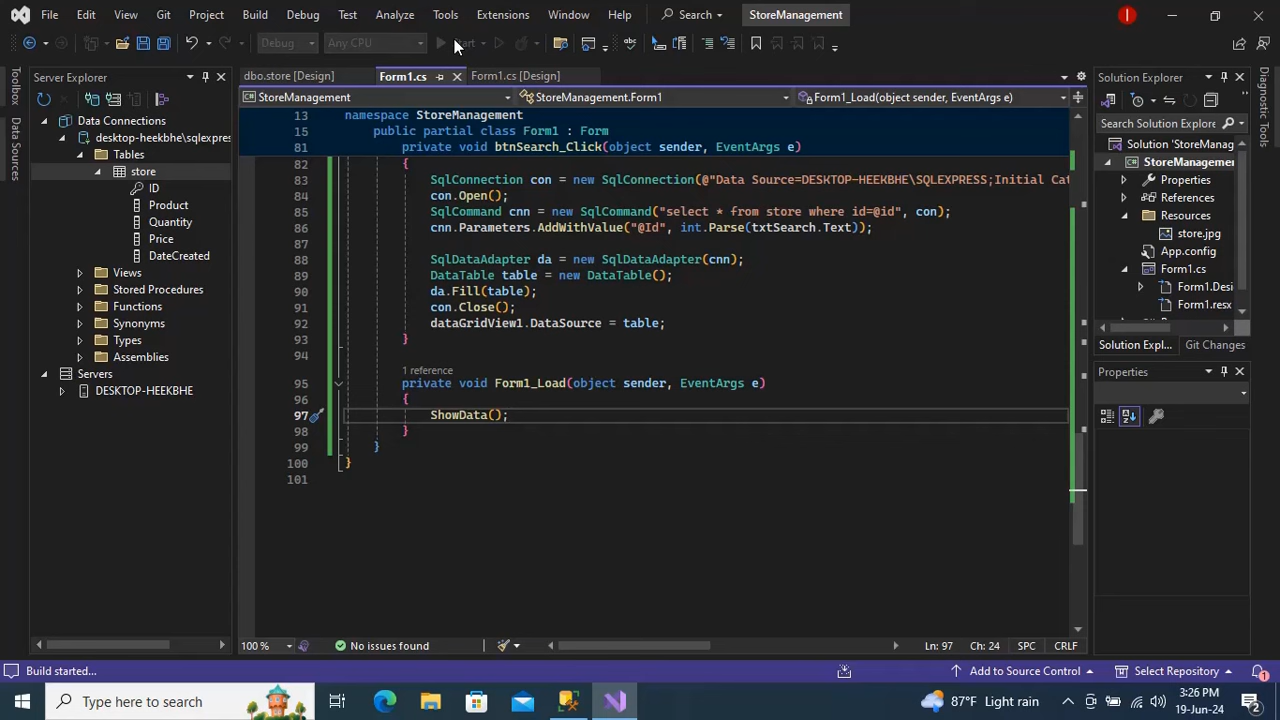 File Edit View Git Project Build Debug Test Analyze Tools Extensions Window Help Search StoreManagement
Debug Any CPU Start
Server Explorer
dbo.store [Design] Form1.cs Form1.cs [Design]
Solution Explorer
Toolbox
Data Sources
Diagnostic Tools
StoreManagement StoreManagement.Form1 Form1_Load(object sender, EventArgs e)
Data Connections
desktop-heekbhe\sqlexpres
Tables
store
ID
Product
Quantity
Price
DateCreated
Views
Stored Procedures
Functions
Synonyms
Types
Assemblies
Servers
DESKTOP-HEEKBHE
13 namespace StoreManagement
15 public partial class Form1 : Form
81 private void btnSearch_Click(object sender, EventArgs e)
82 {
83 SqlConnection con = new SqlConnection(@"Data Source=DESKTOP-HEEKBHE\SQLEXPRESS;Initial Cat
84 con.Open();
85 SqlCommand cnn = new SqlCommand("select * from store where id=@id", con);
86 cnn.Parameters.AddWithValue("@Id", int.Parse(txtSearch.Text));
87
88 SqlDataAdapter da = new SqlDataAdapter(cnn);
89 DataTable table = new DataTable();
90 da.Fill(table);
91 con.Close();
92 dataGridView1.DataSource = table;
93 }
94
1 reference
95 private void Form1_Load(object sender, EventArgs e)
96 {
97 ShowData();
98 }
99 }
100 }
101
Search Solution Explorer
Solution 'StoreManag
StoreManagemen
Properties
References
Resources
store.jpg
App.config
Form1.cs
Form1.Desi
Form1.resx
Solution Expl... Git Changes
Properties
100 % No issues found Ln: 97 Ch: 24 SPC CRLF
Build started... Add to Source Control Select Repository 1
Type here to search 87°F Light rain 3:26 PM
19-Jun-24 2